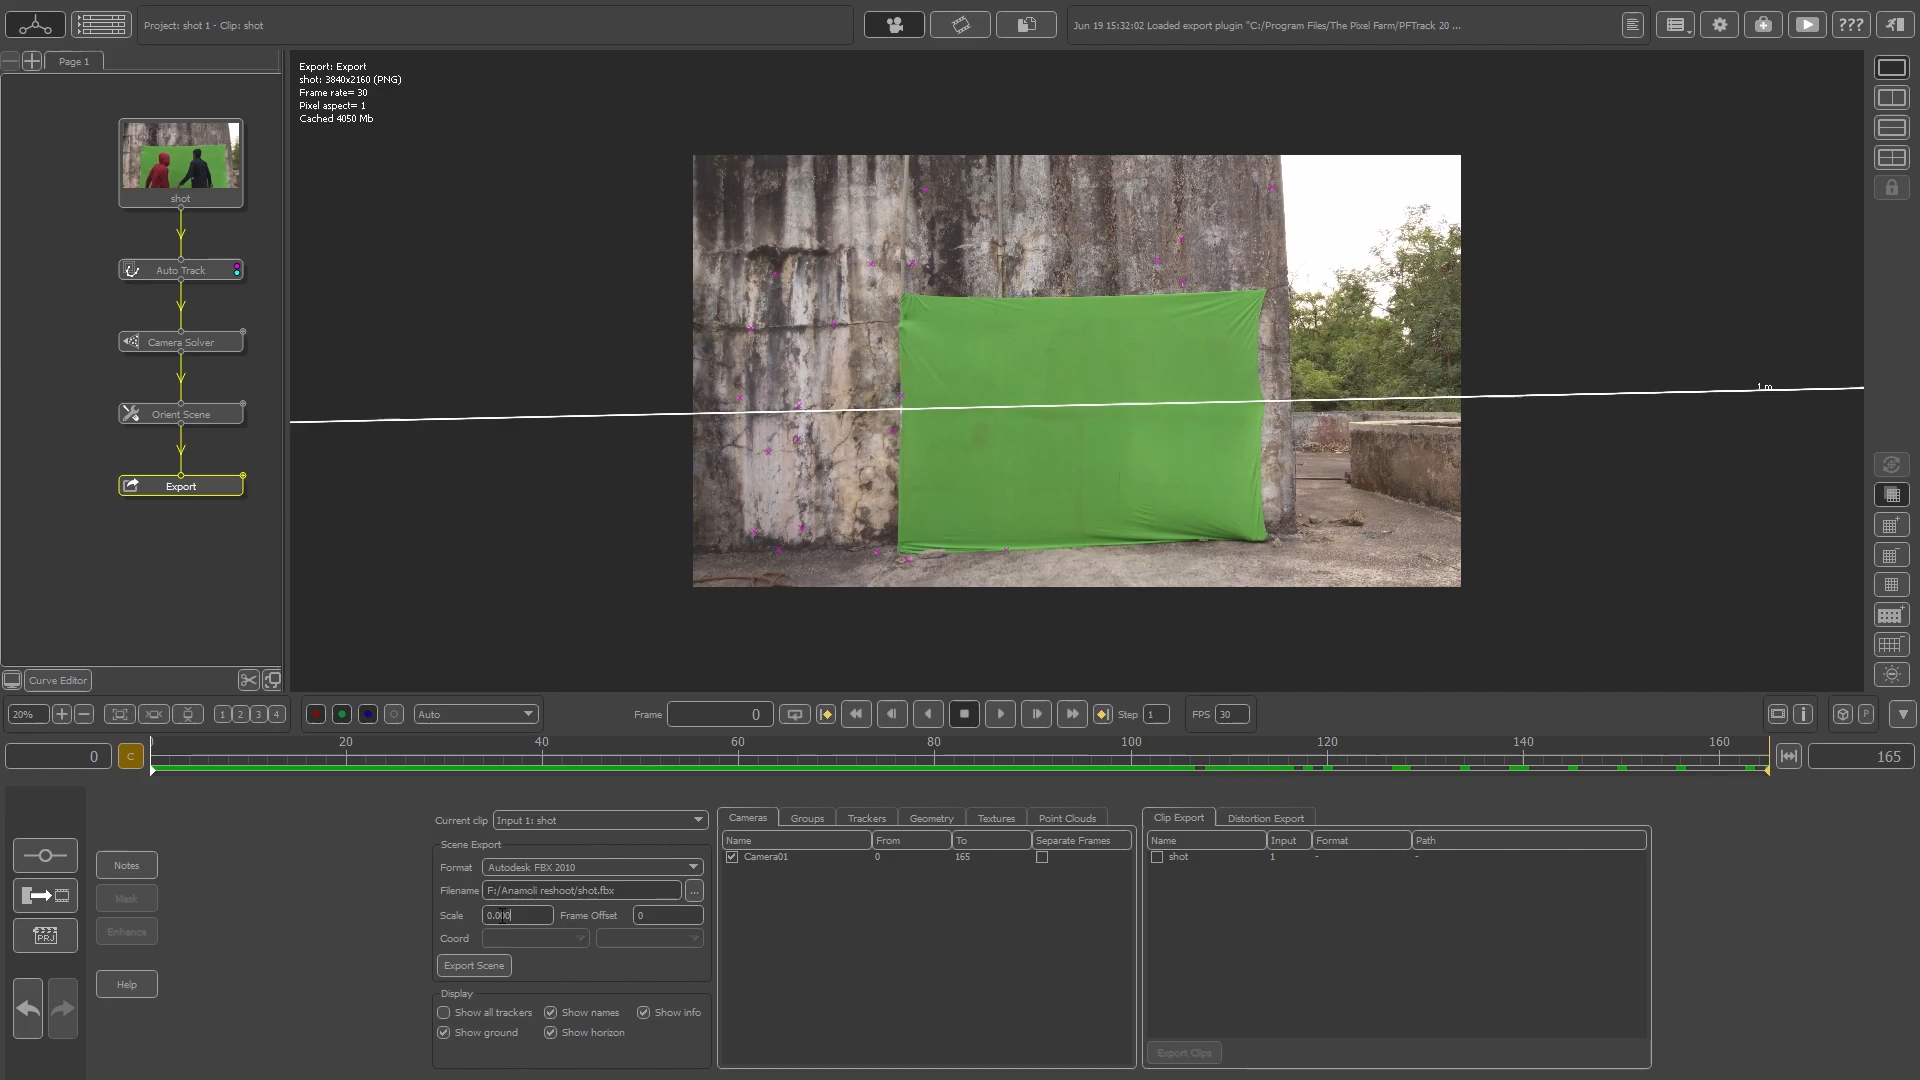 Project: shot 1 - Clip: shot
Jun 19 15:32:02 Loaded export plugin "C:/Program Files/The Pixel Farm/PFTrack 20 ...
???
Page 1
Export: Export
shot: 3840x2160 (PNG)
Frame rate= 30
Pixel aspect= 1
Cached 4050 Mb
shot
Auto Track
Camera Solver
Orient Scene
Export
1 m
Curve Editor
20%
1 2 3 4
Auto
Frame 0
Step 1
FPS 30
P
0
C
0 20 40 60 80 100 120 140 160
165
Notes
Mask
Enhance
PRJ
Help
Current clip Input 1: shot
Scene Export
Format Autodesk FBX 2010
Filename F:/Anamoli reshoot/shot.fbx ...
Scale 0.000 Frame Offset 0
Coord
Export Scene
Display
Show all trackers Show names Show info
Show ground Show horizon
Cameras Groups Trackers Geometry Textures Point Clouds
Name From To Separate Frames
Camera01 0 165
Clip Export Distortion Export
Name Input Format Path
shot 1 - -
Export Clips